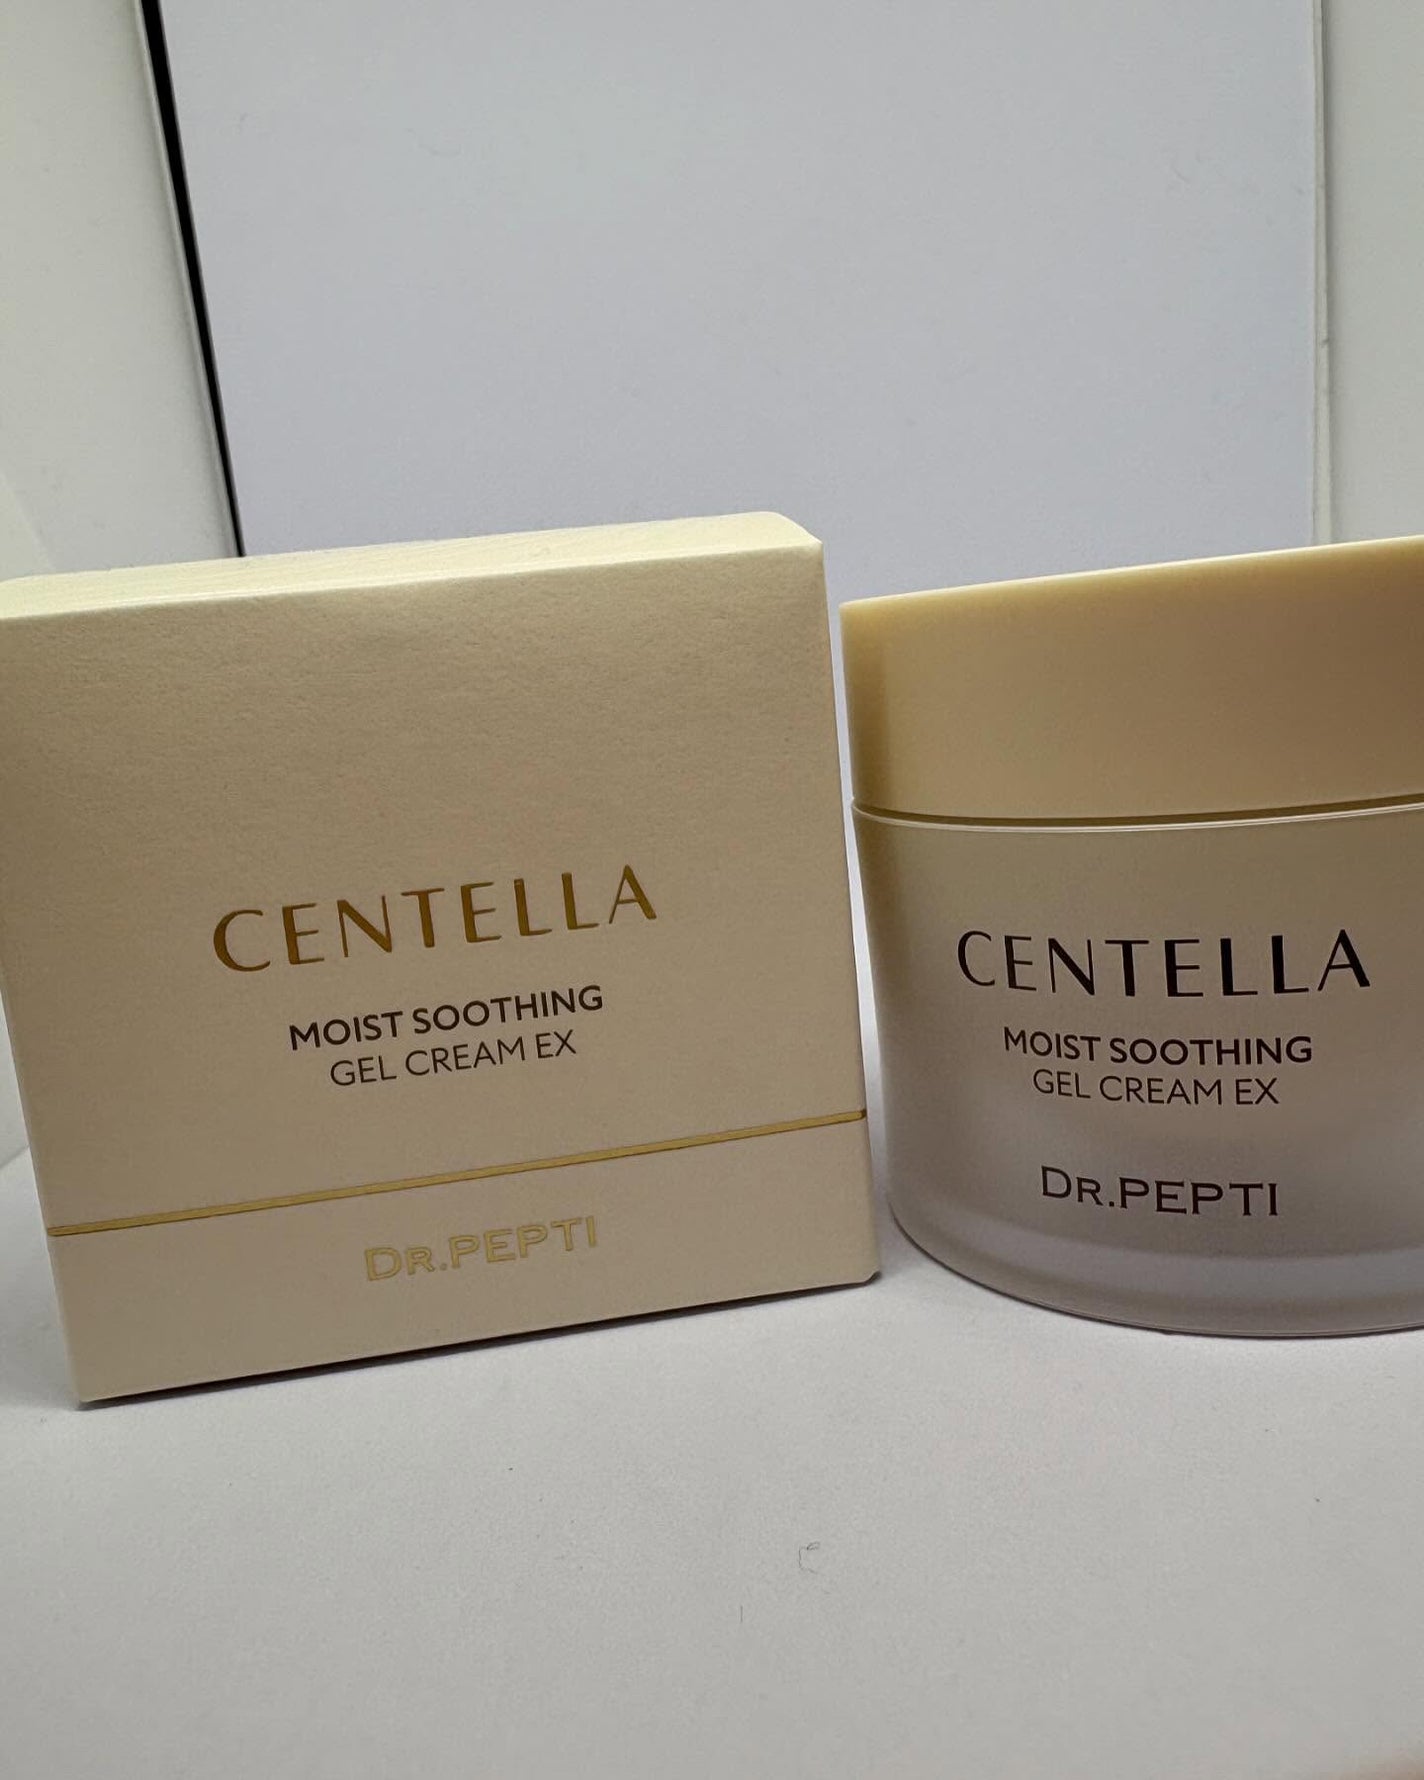 CENTELLA
MOIST SOOTHING
GEL CREAM EX
DR.PEPTI
CENTELLA
MOIST SOOTHING
GEL CREAM EX
DR.PEPTI